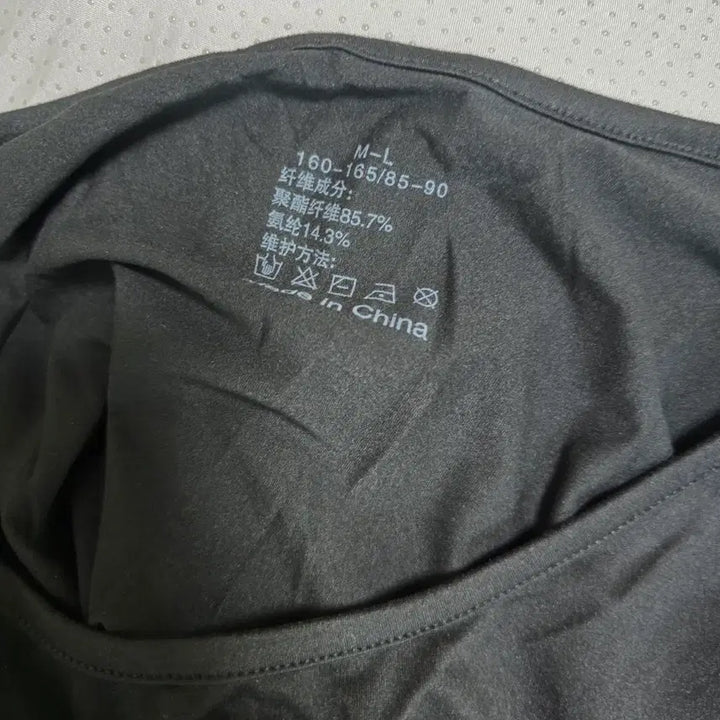 M-L
160-165/85-90
纤维成分:
聚酯纤维85.7%
氨纶14.3%
维护方法:
Made in China